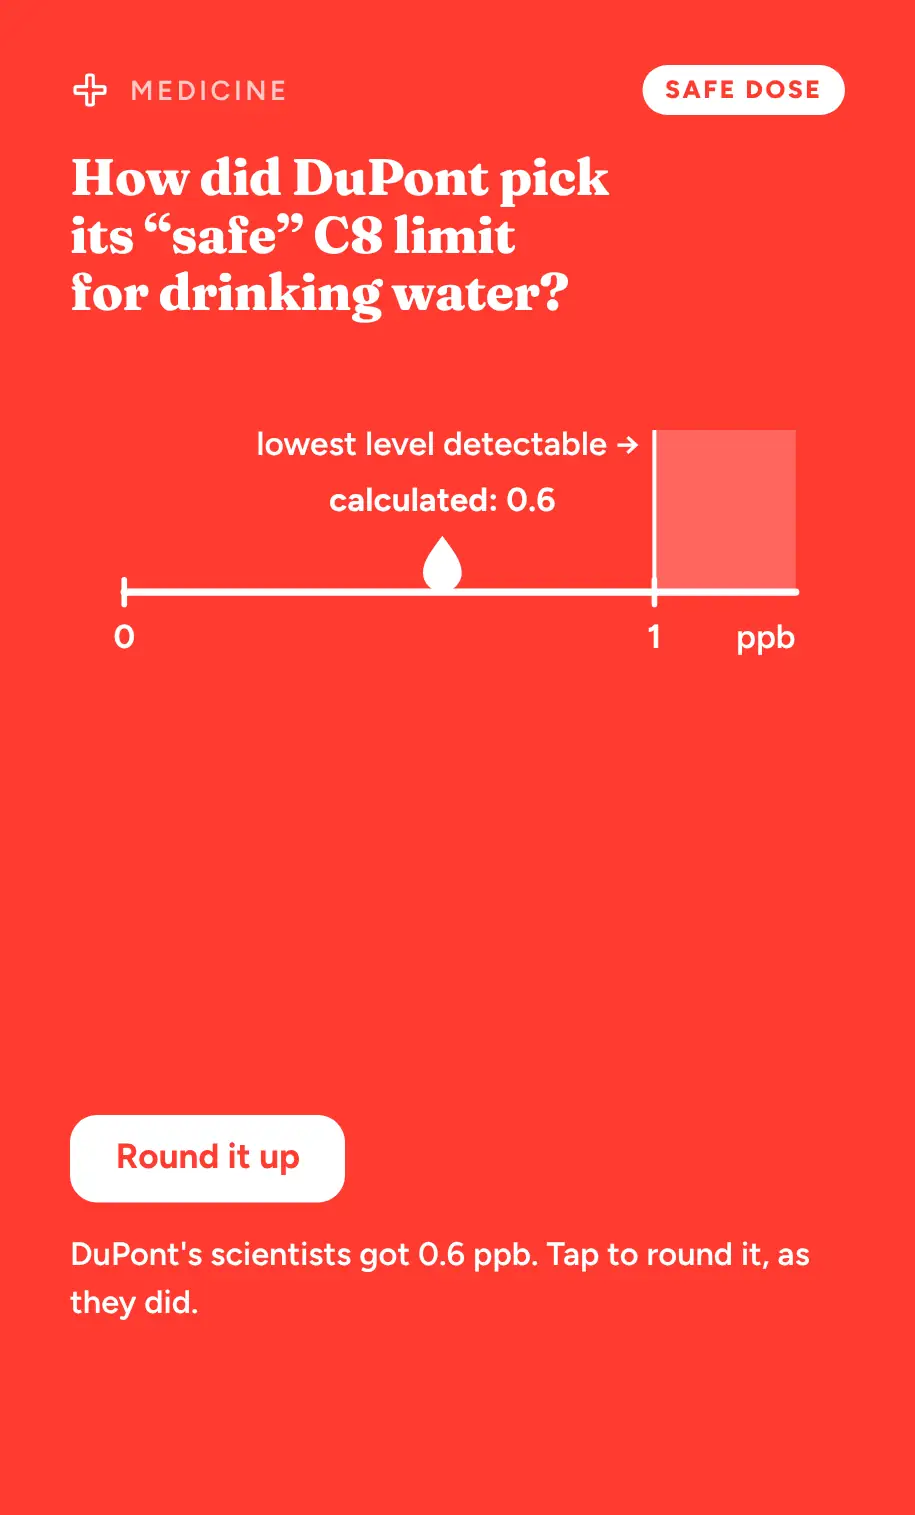 MEDICINE
SAFE DOSE
How did DuPont pick
its “safe” C8 limit
for drinking water?
lowest level detectable →
calculated: 0.6
0
1
ppb
Round it up
DuPont's scientists got 0.6 ppb. Tap to round it, as
they did.